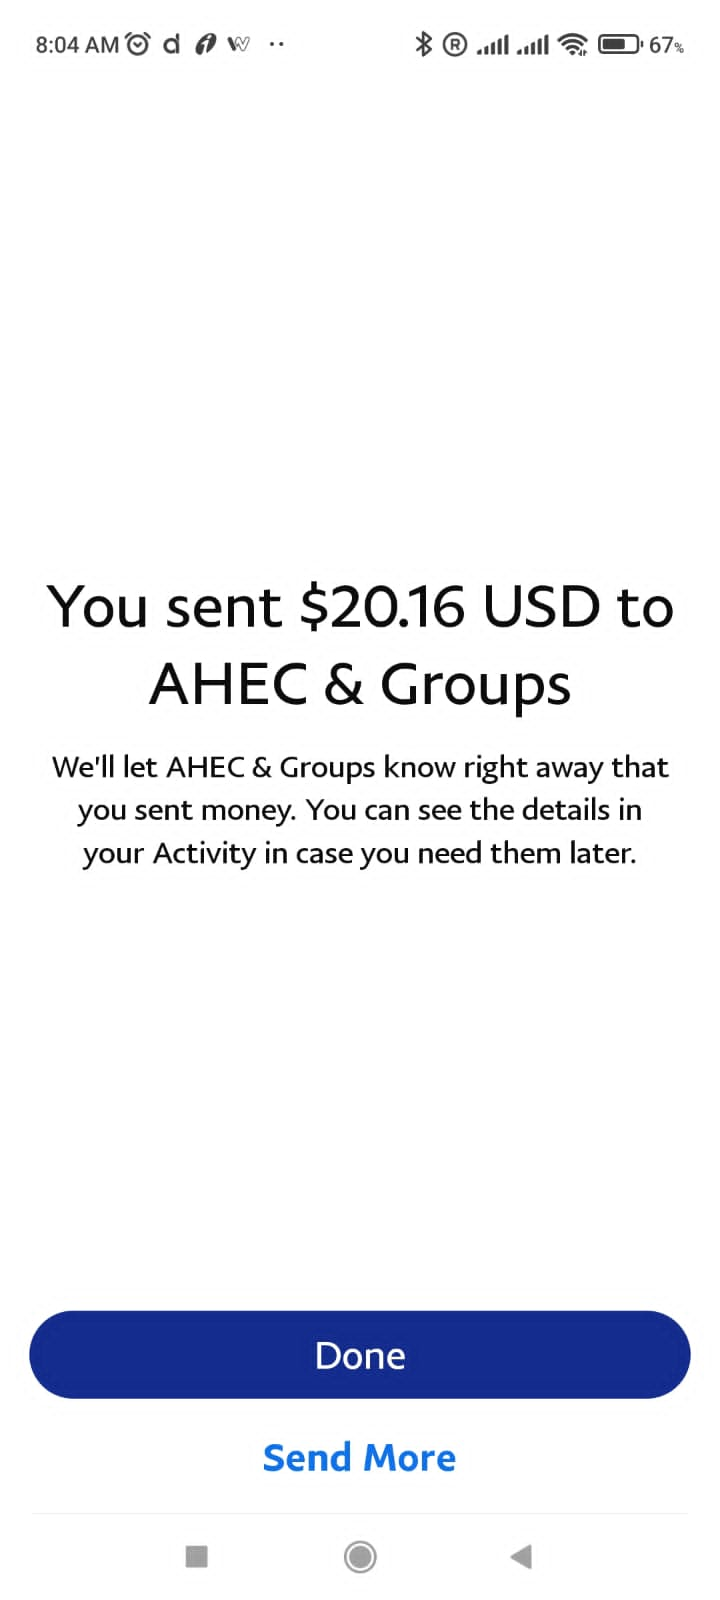 8:04 AM d W ..
® 67%
You sent $20.16 USD to
AHEC & Groups
We'll let AHEC & Groups know right away that
you sent money. You can see the details in
your Activity in case you need them later.
Done
Send More